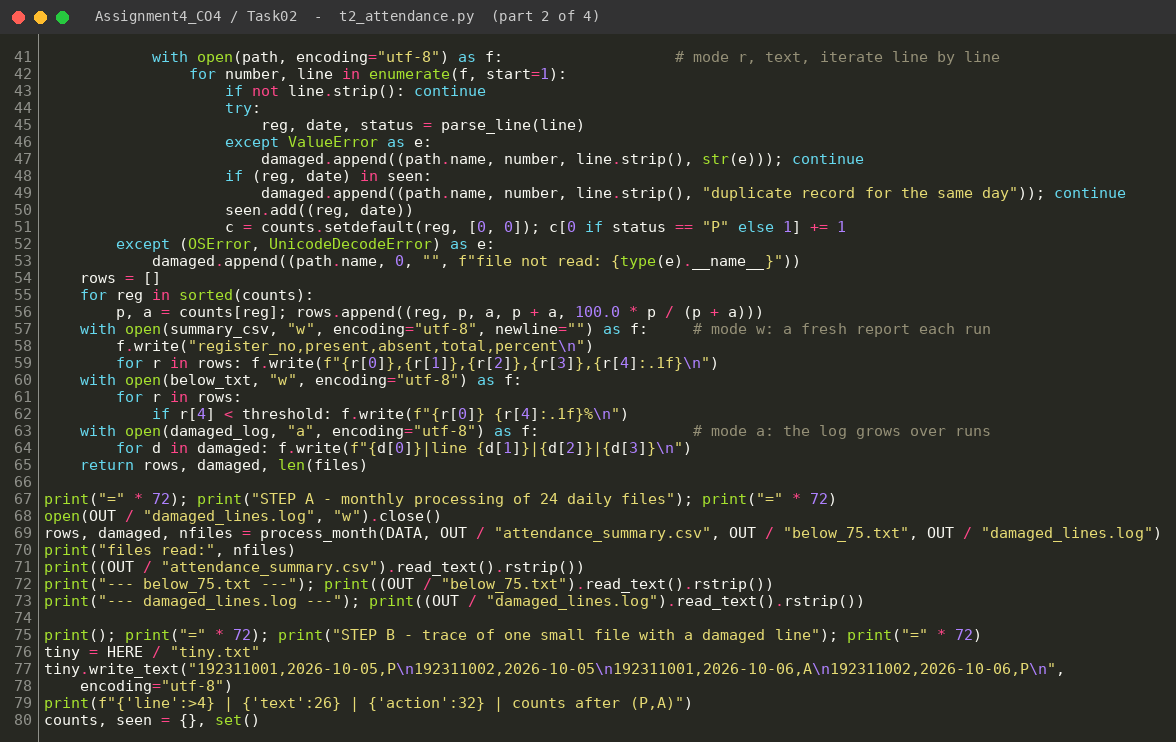 Assignment4_CO4 / Task02  -  t2_attendance.py  (part 2 of 4)
41             with open(path, encoding="utf-8") as f:                   # mode r, text, iterate line by line
42                 for number, line in enumerate(f, start=1):
43                     if not line.strip(): continue
44                     try:
45                         reg, date, status = parse_line(line)
46                     except ValueError as e:
47                         damaged.append((path.name, number, line.strip(), str(e))); continue
48                     if (reg, date) in seen:
49                         damaged.append((path.name, number, line.strip(), "duplicate record for the same day")); continue
50                     seen.add((reg, date))
51                     c = counts.setdefault(reg, [0, 0]); c[0 if status == "P" else 1] += 1
52         except (OSError, UnicodeDecodeError) as e:
53             damaged.append((path.name, 0, "", f"file not read: {type(e).__name__}"))
54     rows = []
55     for reg in sorted(counts):
56         p, a = counts[reg]; rows.append((reg, p, a, p + a, 100.0 * p / (p + a)))
57     with open(summary_csv, "w", encoding="utf-8", newline="") as f:     # mode w: a fresh report each run
58         f.write("register_no,present,absent,total,percent\n")
59         for r in rows: f.write(f"{r[0]},{r[1]},{r[2]},{r[3]},{r[4]:.1f}\n")
60     with open(below_txt, "w", encoding="utf-8") as f:
61         for r in rows:
62             if r[4] < threshold: f.write(f"{r[0]} {r[4]:.1f}%\n")
63     with open(damaged_log, "a", encoding="utf-8") as f:                 # mode a: the log grows over runs
64         for d in damaged: f.write(f"{d[0]}|line {d[1]}|{d[2]}|{d[3]}\n")
65     return rows, damaged, len(files)
66
67 print("=" * 72); print("STEP A - monthly processing of 24 daily files"); print("=" * 72)
68 open(OUT / "damaged_lines.log", "w").close()
69 rows, damaged, nfiles = process_month(DATA, OUT / "attendance_summary.csv", OUT / "below_75.txt", OUT / "damaged_lines.log")
70 print("files read:", nfiles)
71 print((OUT / "attendance_summary.csv").read_text().rstrip())
72 print("--- below_75.txt ---"); print((OUT / "below_75.txt").read_text().rstrip())
73 print("--- damaged_lines.log ---"); print((OUT / "damaged_lines.log").read_text().rstrip())
74
75 print(); print("=" * 72); print("STEP B - trace of one small file with a damaged line"); print("=" * 72)
76 tiny = HERE / "tiny.txt"
77 tiny.write_text("192311001,2026-10-05,P\n192311002,2026-10-05\n192311001,2026-10-06,A\n192311002,2026-10-06,P\n",
78     encoding="utf-8")
79 print(f"{'line':>4} | {'text':26} | {'action':32} | counts after (P,A)")
80 counts, seen = {}, set()